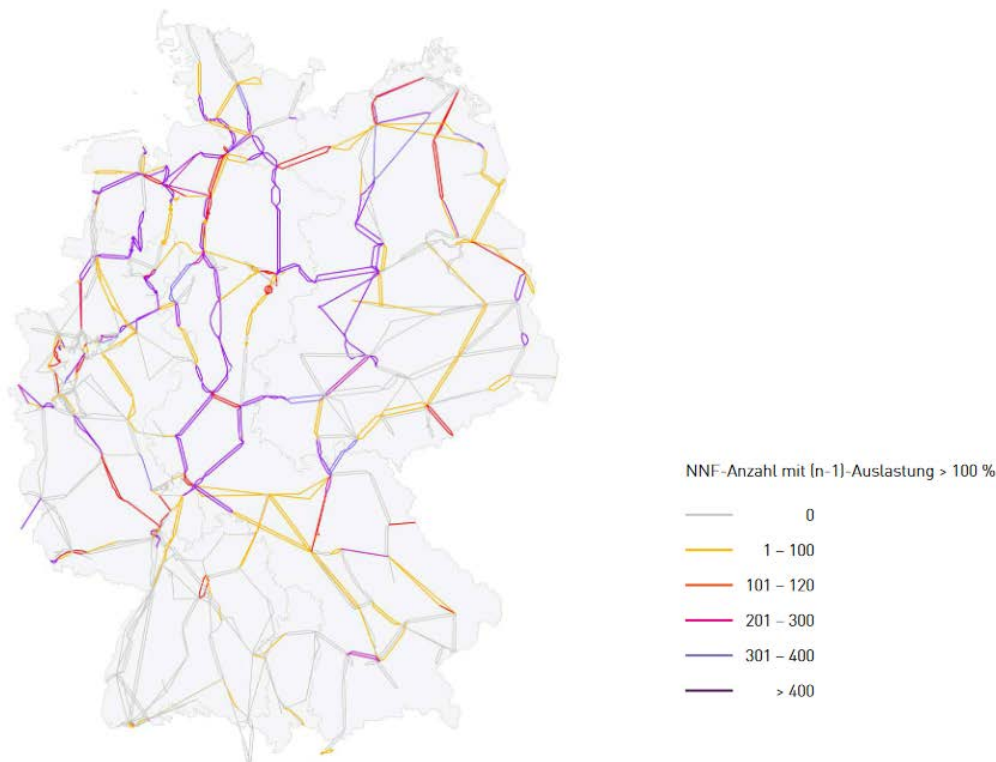 NNF-Anzahl mit (n-1)-Auslastung > 100 %
0
1 – 100
101 – 120
201 – 300
301 – 400
> 400